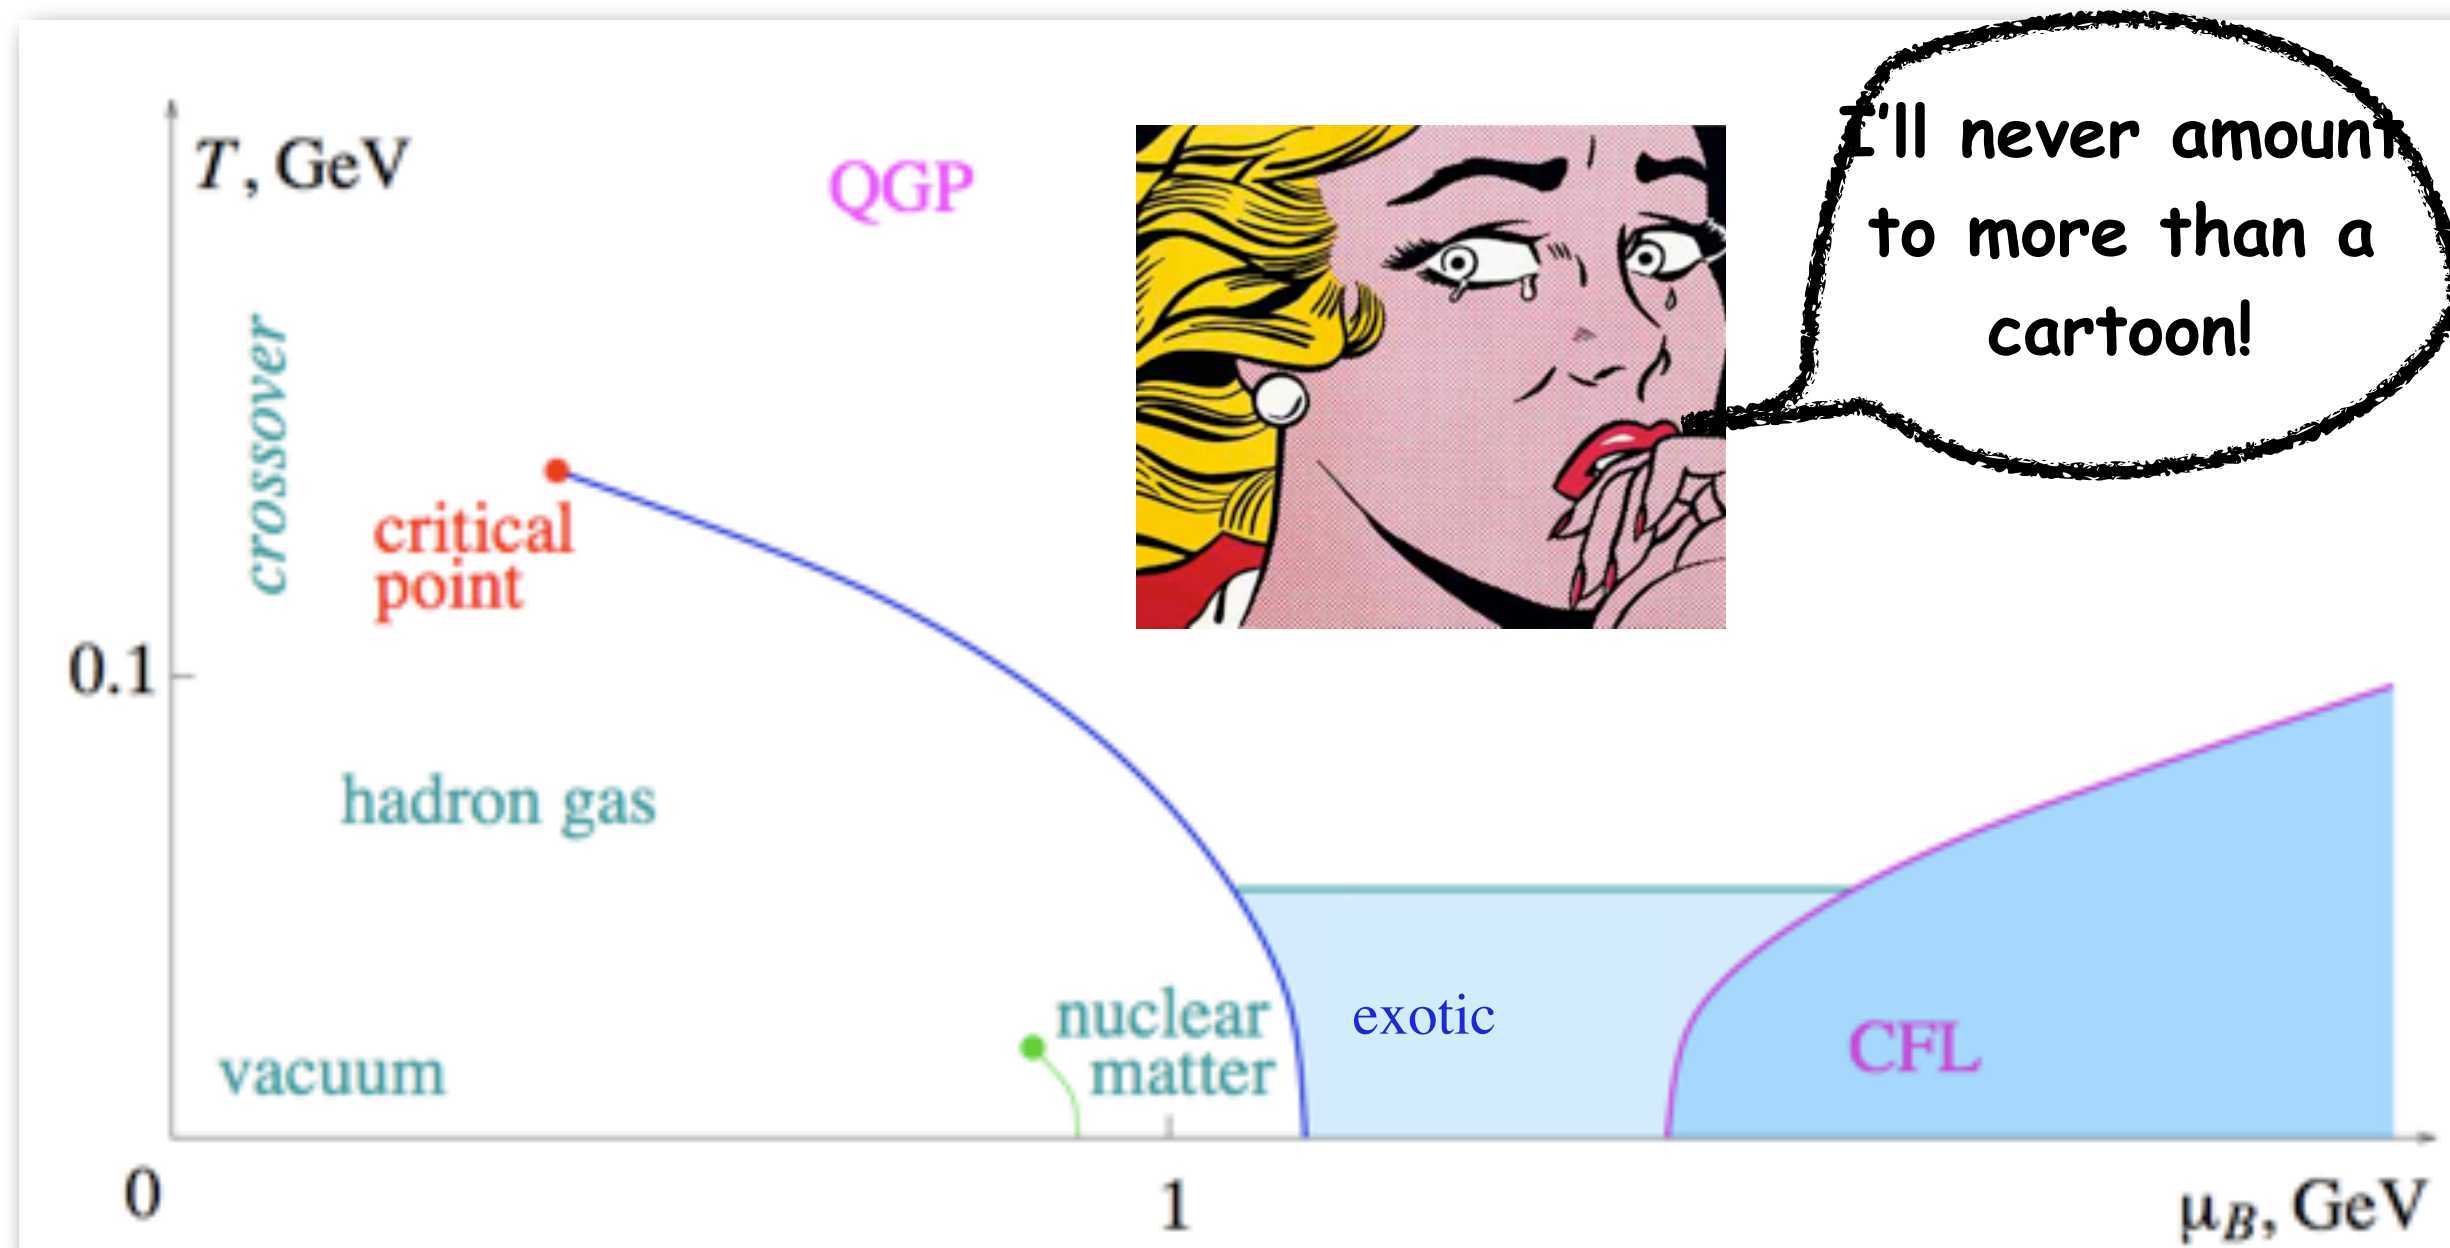 I'll never amount
to more than a
cartoon!
T, GeV
QGP
crossover
critical
point
0.1
hadron gas
nuclear
matter
exotic
CFL
vacuum
0
1
μB, GeV